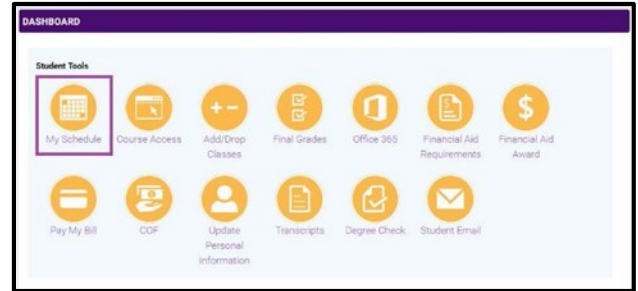 DASHBOARD
Student Tools
My Schedule
Course Access
Add/Drop
Classes
Final Grades
Office 365
Financial Aid
Requirements
Financial Aid
Award
Pay My Bill
COF
Update
Personal
Information
Transcripts
Degree Check
Student Email